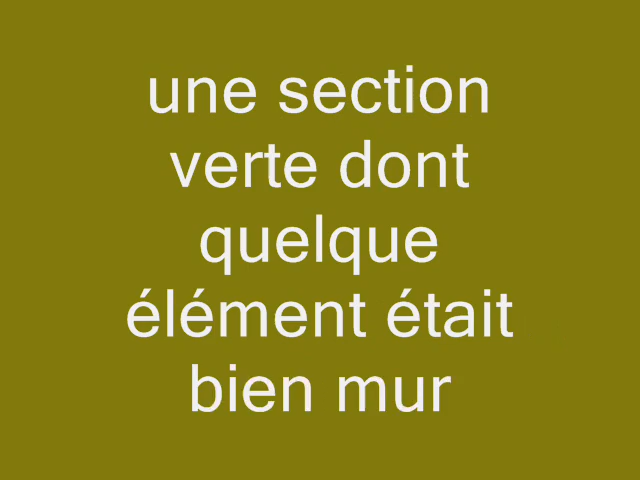 une section
verte dont
quelque
élément était
bien mur